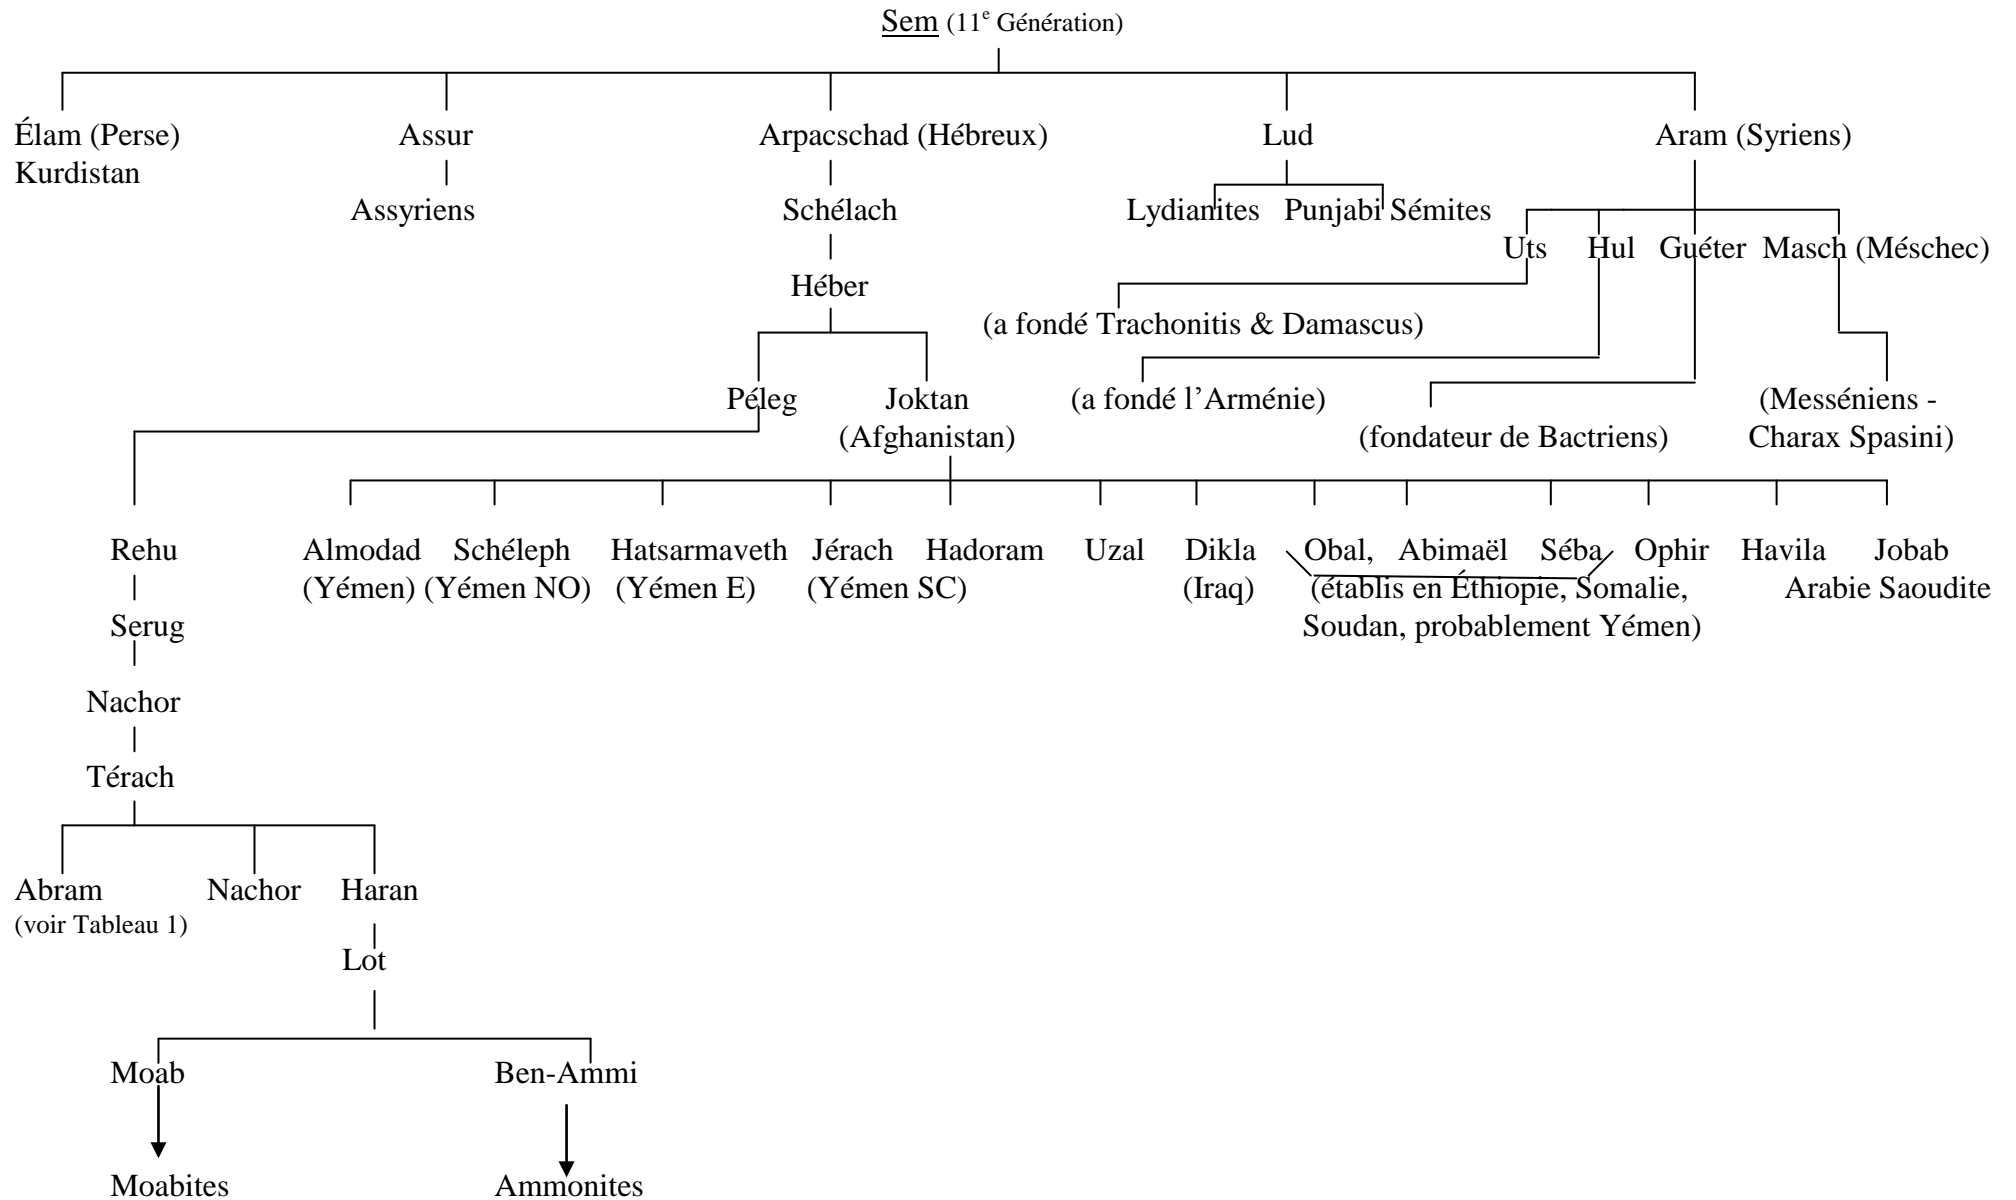 Sem (11e Génération)
Élam (Perse) Assur Arpacschad (Hébreux) Lud Aram (Syriens)
Kurdistan
Assyriens Schélach Lydianites Punjabi Sémites
Uts Hul Guéter Masch (Méschec)
Héber
(a fondé Trachonitis & Damascus)
Péleg Joktan (a fondé l’Arménie) (Messéniens -
(Afghanistan) (fondateur de Bactriens) Charax Spasini)
Rehu Almodad Schéleph Hatsarmaveth Jérach Hadoram Uzal Dikla Obal, Abimaël Séba Ophir Havila Jobab
(Yémen) (Yémen NO) (Yémen E) (Yémen SC) (Iraq) (établis en Éthiopie, Somalie, Arabie Saoudite
Serug Soudan, probablement Yémen)
Nachor
Térach
Abram Nachor Haran
(voir Tableau 1)
Lot
Moab Ben-Ammi
Moabites Ammonites